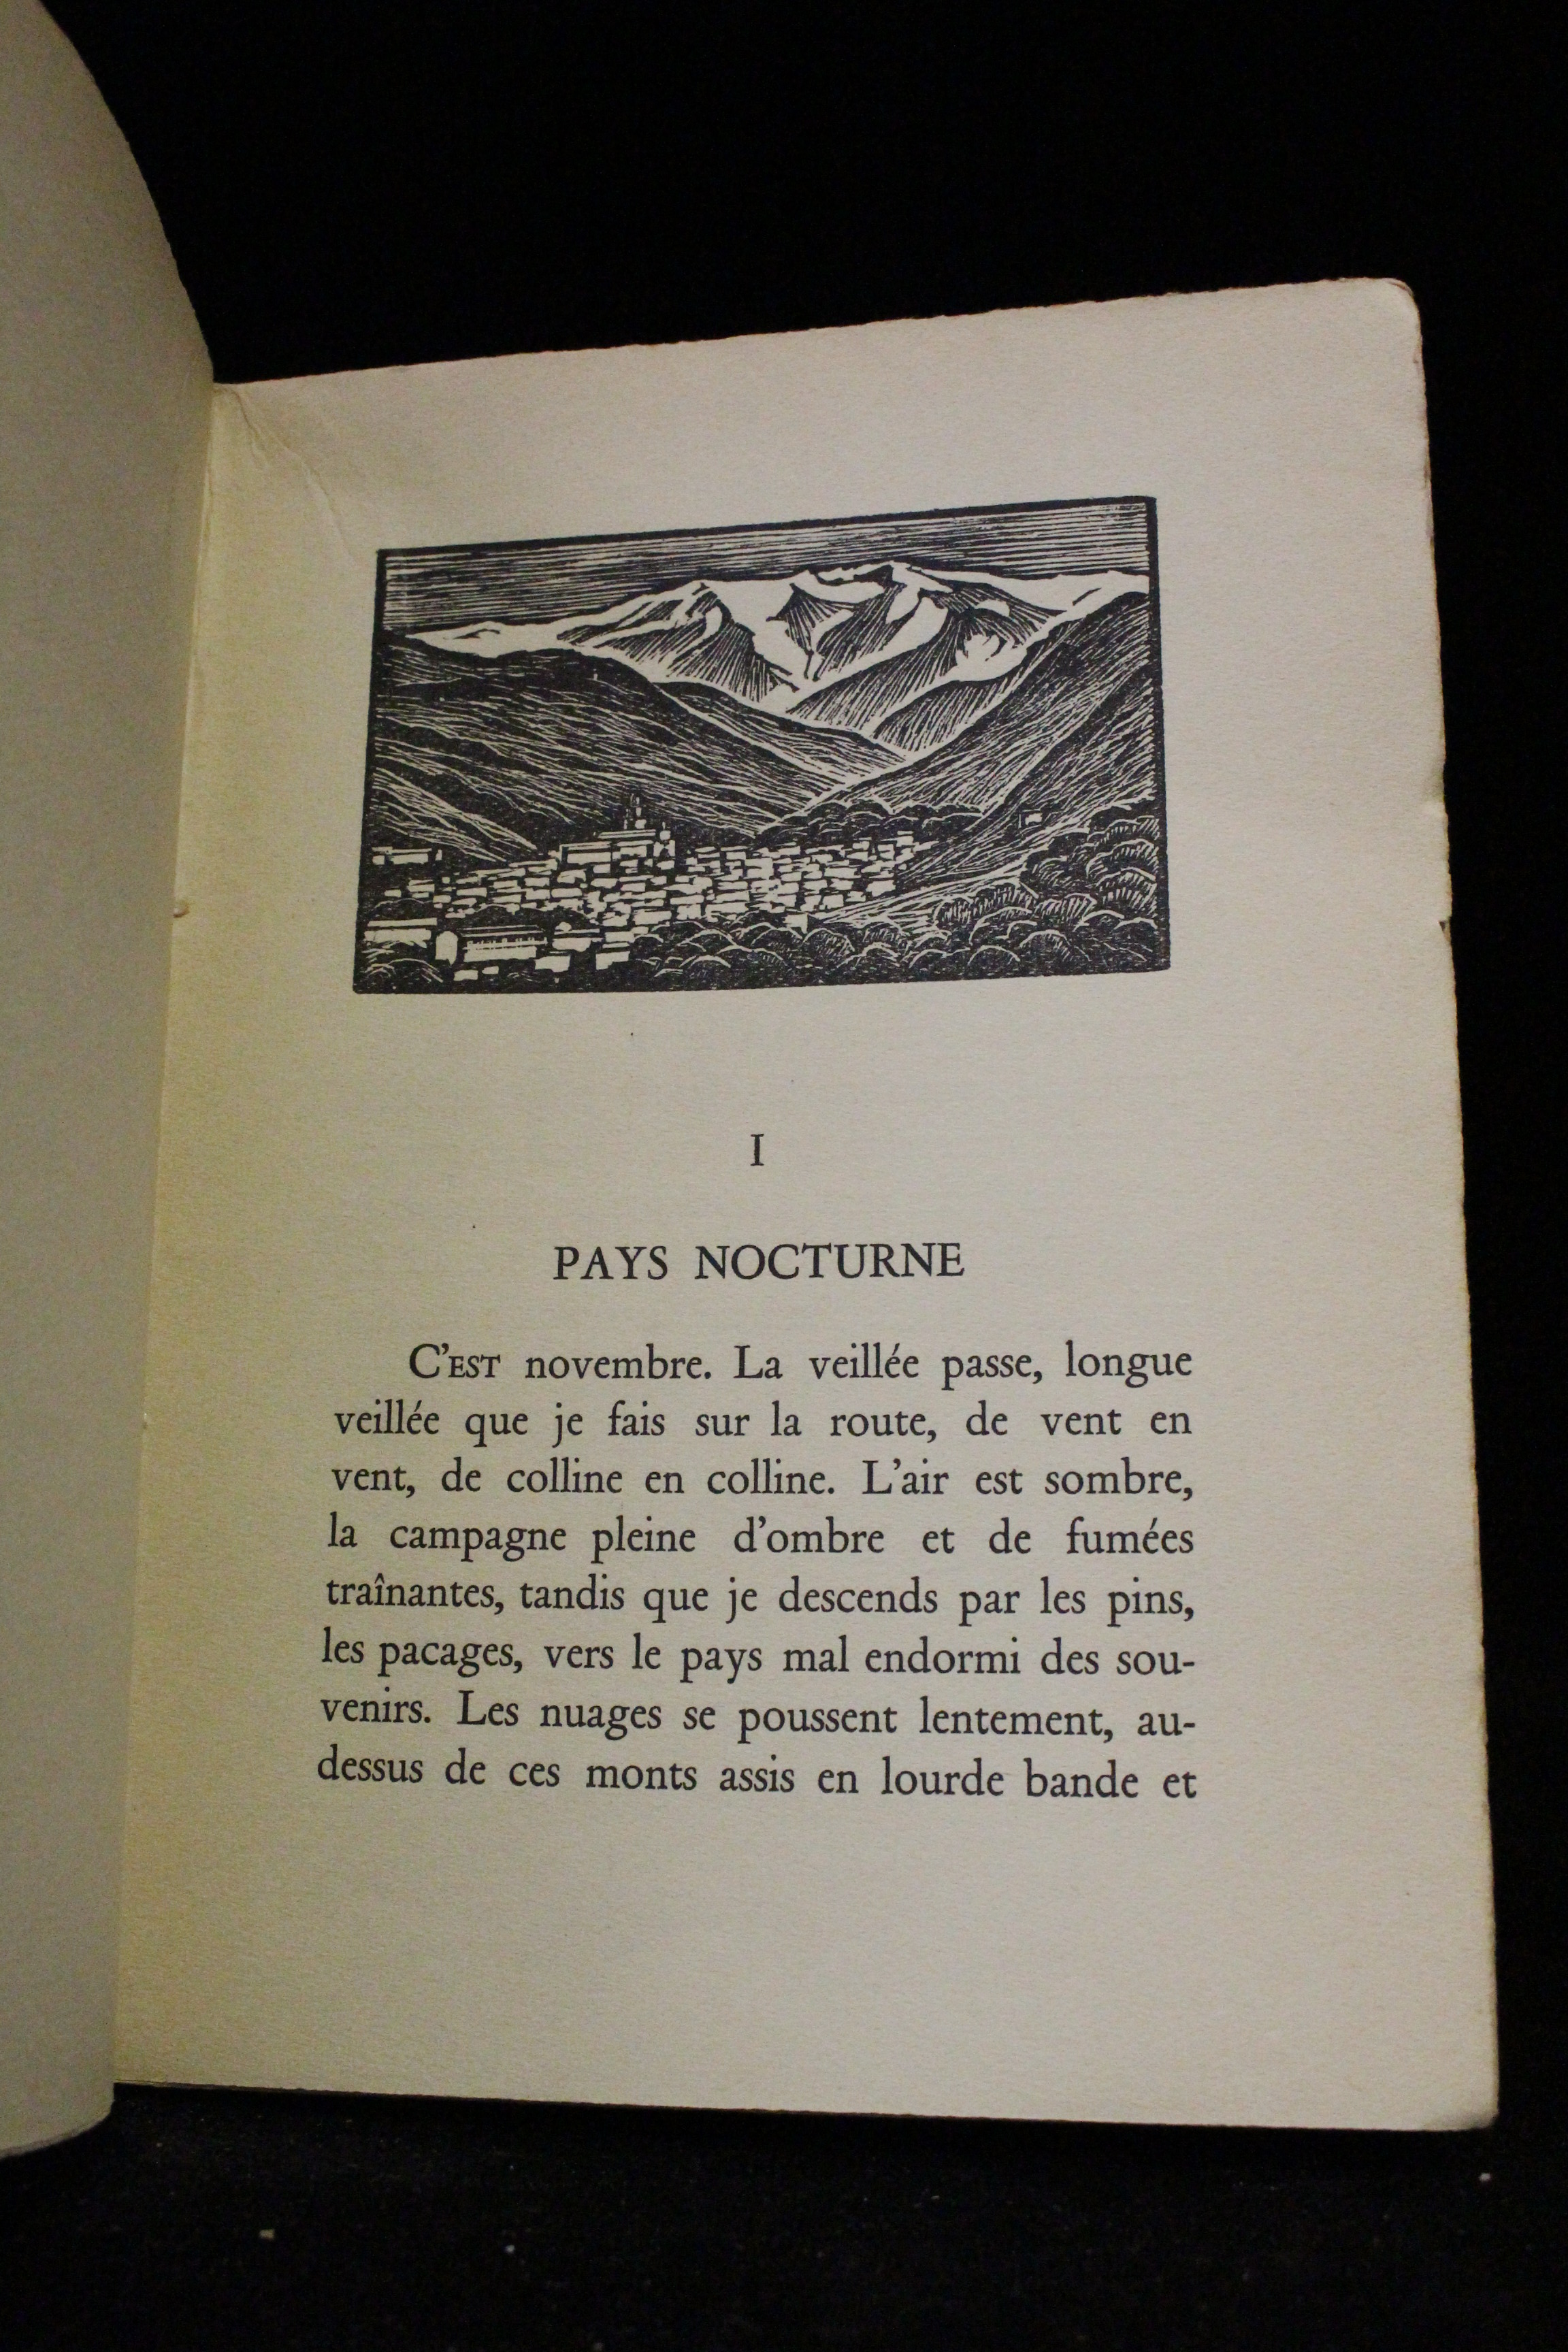 I
PAYS NOCTURNE
C'EST novembre. La veillée passe, longue
veillée que je fais sur la route, de vent en
vent, de colline en colline. L'air est sombre,
la campagne pleine d'ombre et de fumées
traînantes, tandis que je descends par les pins,
les pacages, vers le pays mal endormi des sou-
venirs. Les nuages se poussent lentement, au-
dessus de ces monts assis en lourde bande et